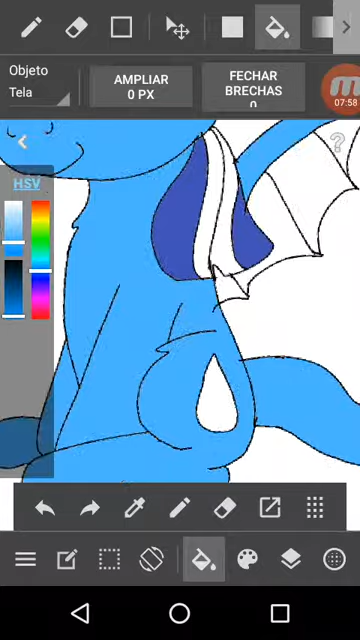 Objeto
Tela
AMPLIAR
0 PX
FECHAR
BRECHAS
0
07:58
?
HSV